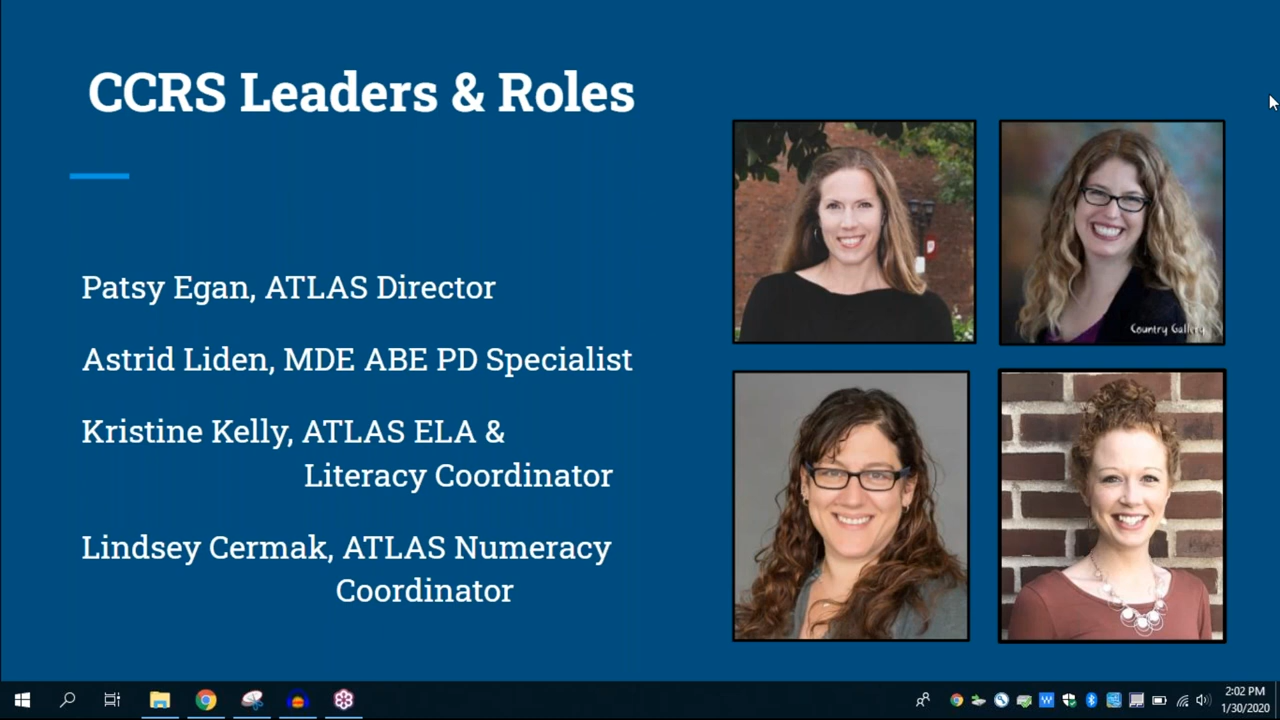 CCRS Leaders & Roles
Patsy Egan, ATLAS Director
Astrid Liden, MDE ABE PD Specialist
Kristine Kelly, ATLAS ELA &
Literacy Coordinator
Lindsey Cermak, ATLAS Numeracy
Coordinator
Country Gallery
2:02 PM
1/30/2020